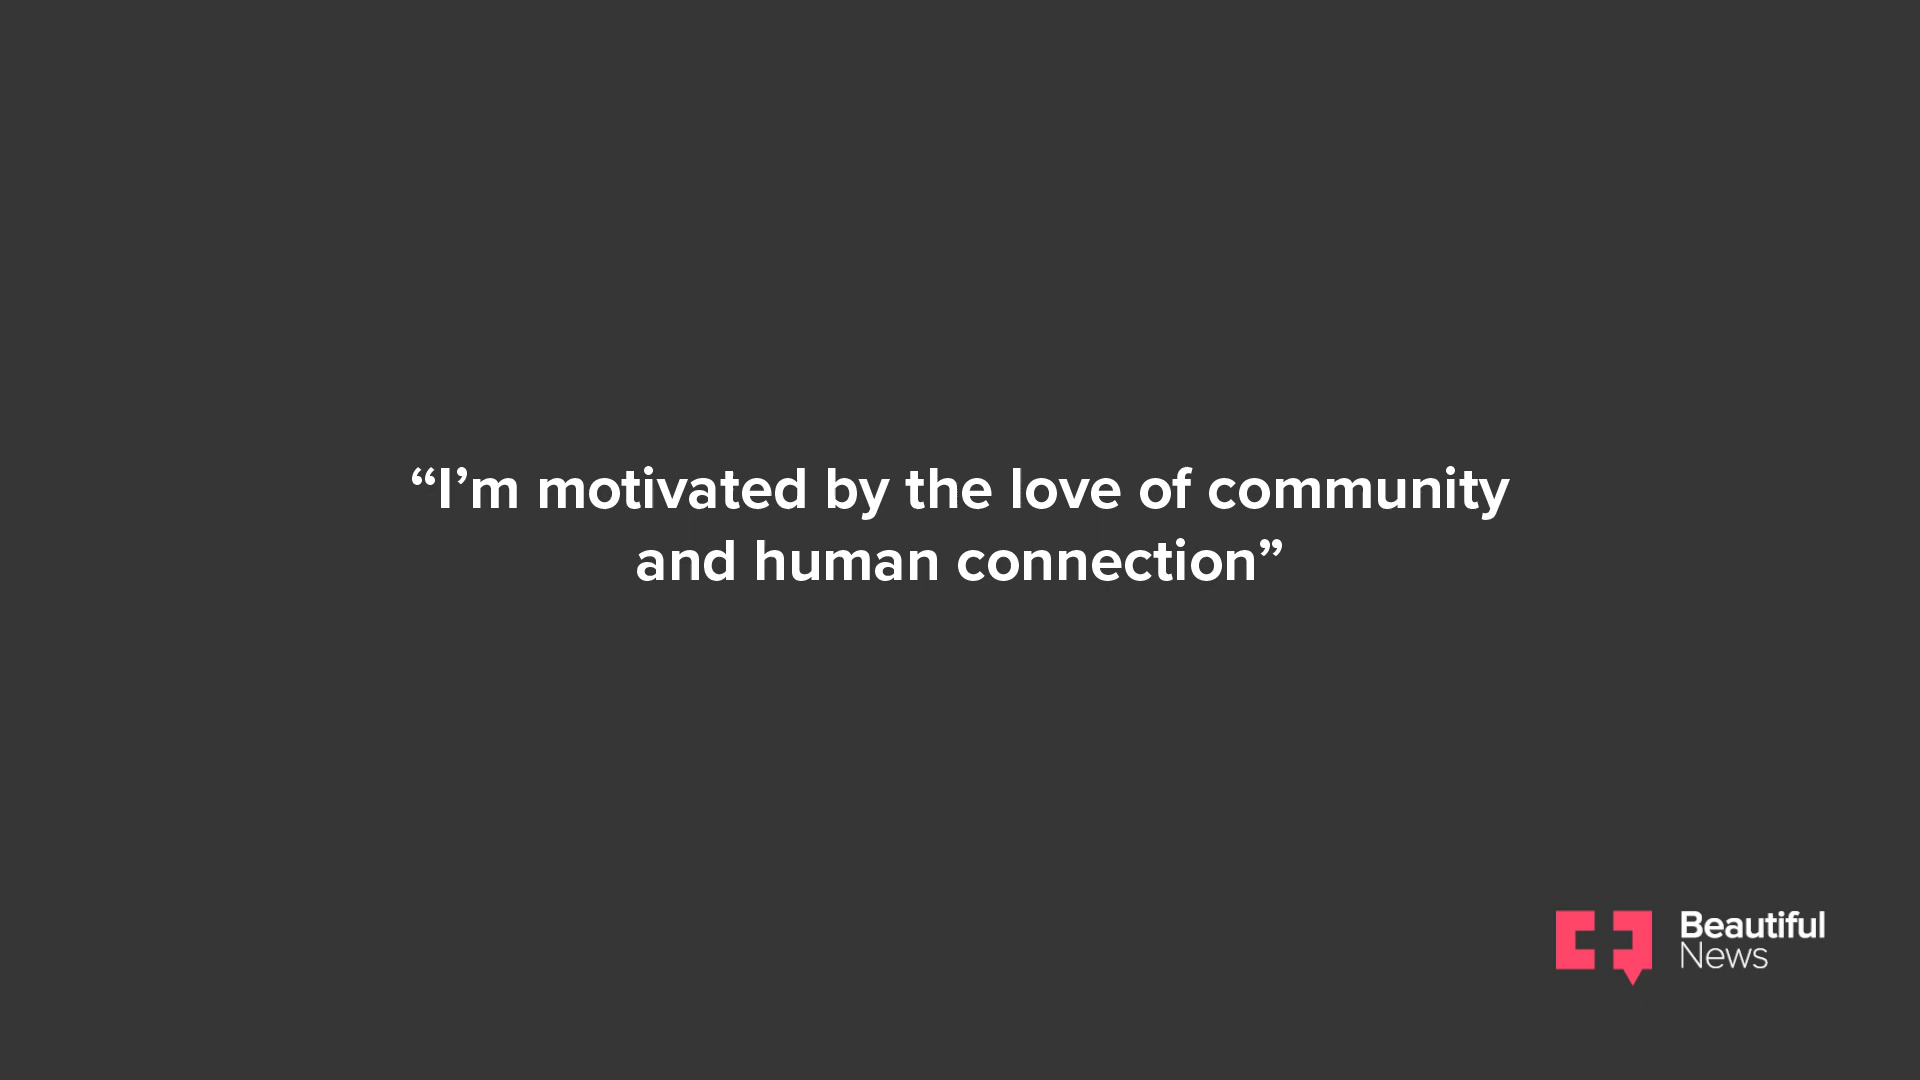 “I’m motivated by the love of community
and human connection”
Beautiful
News